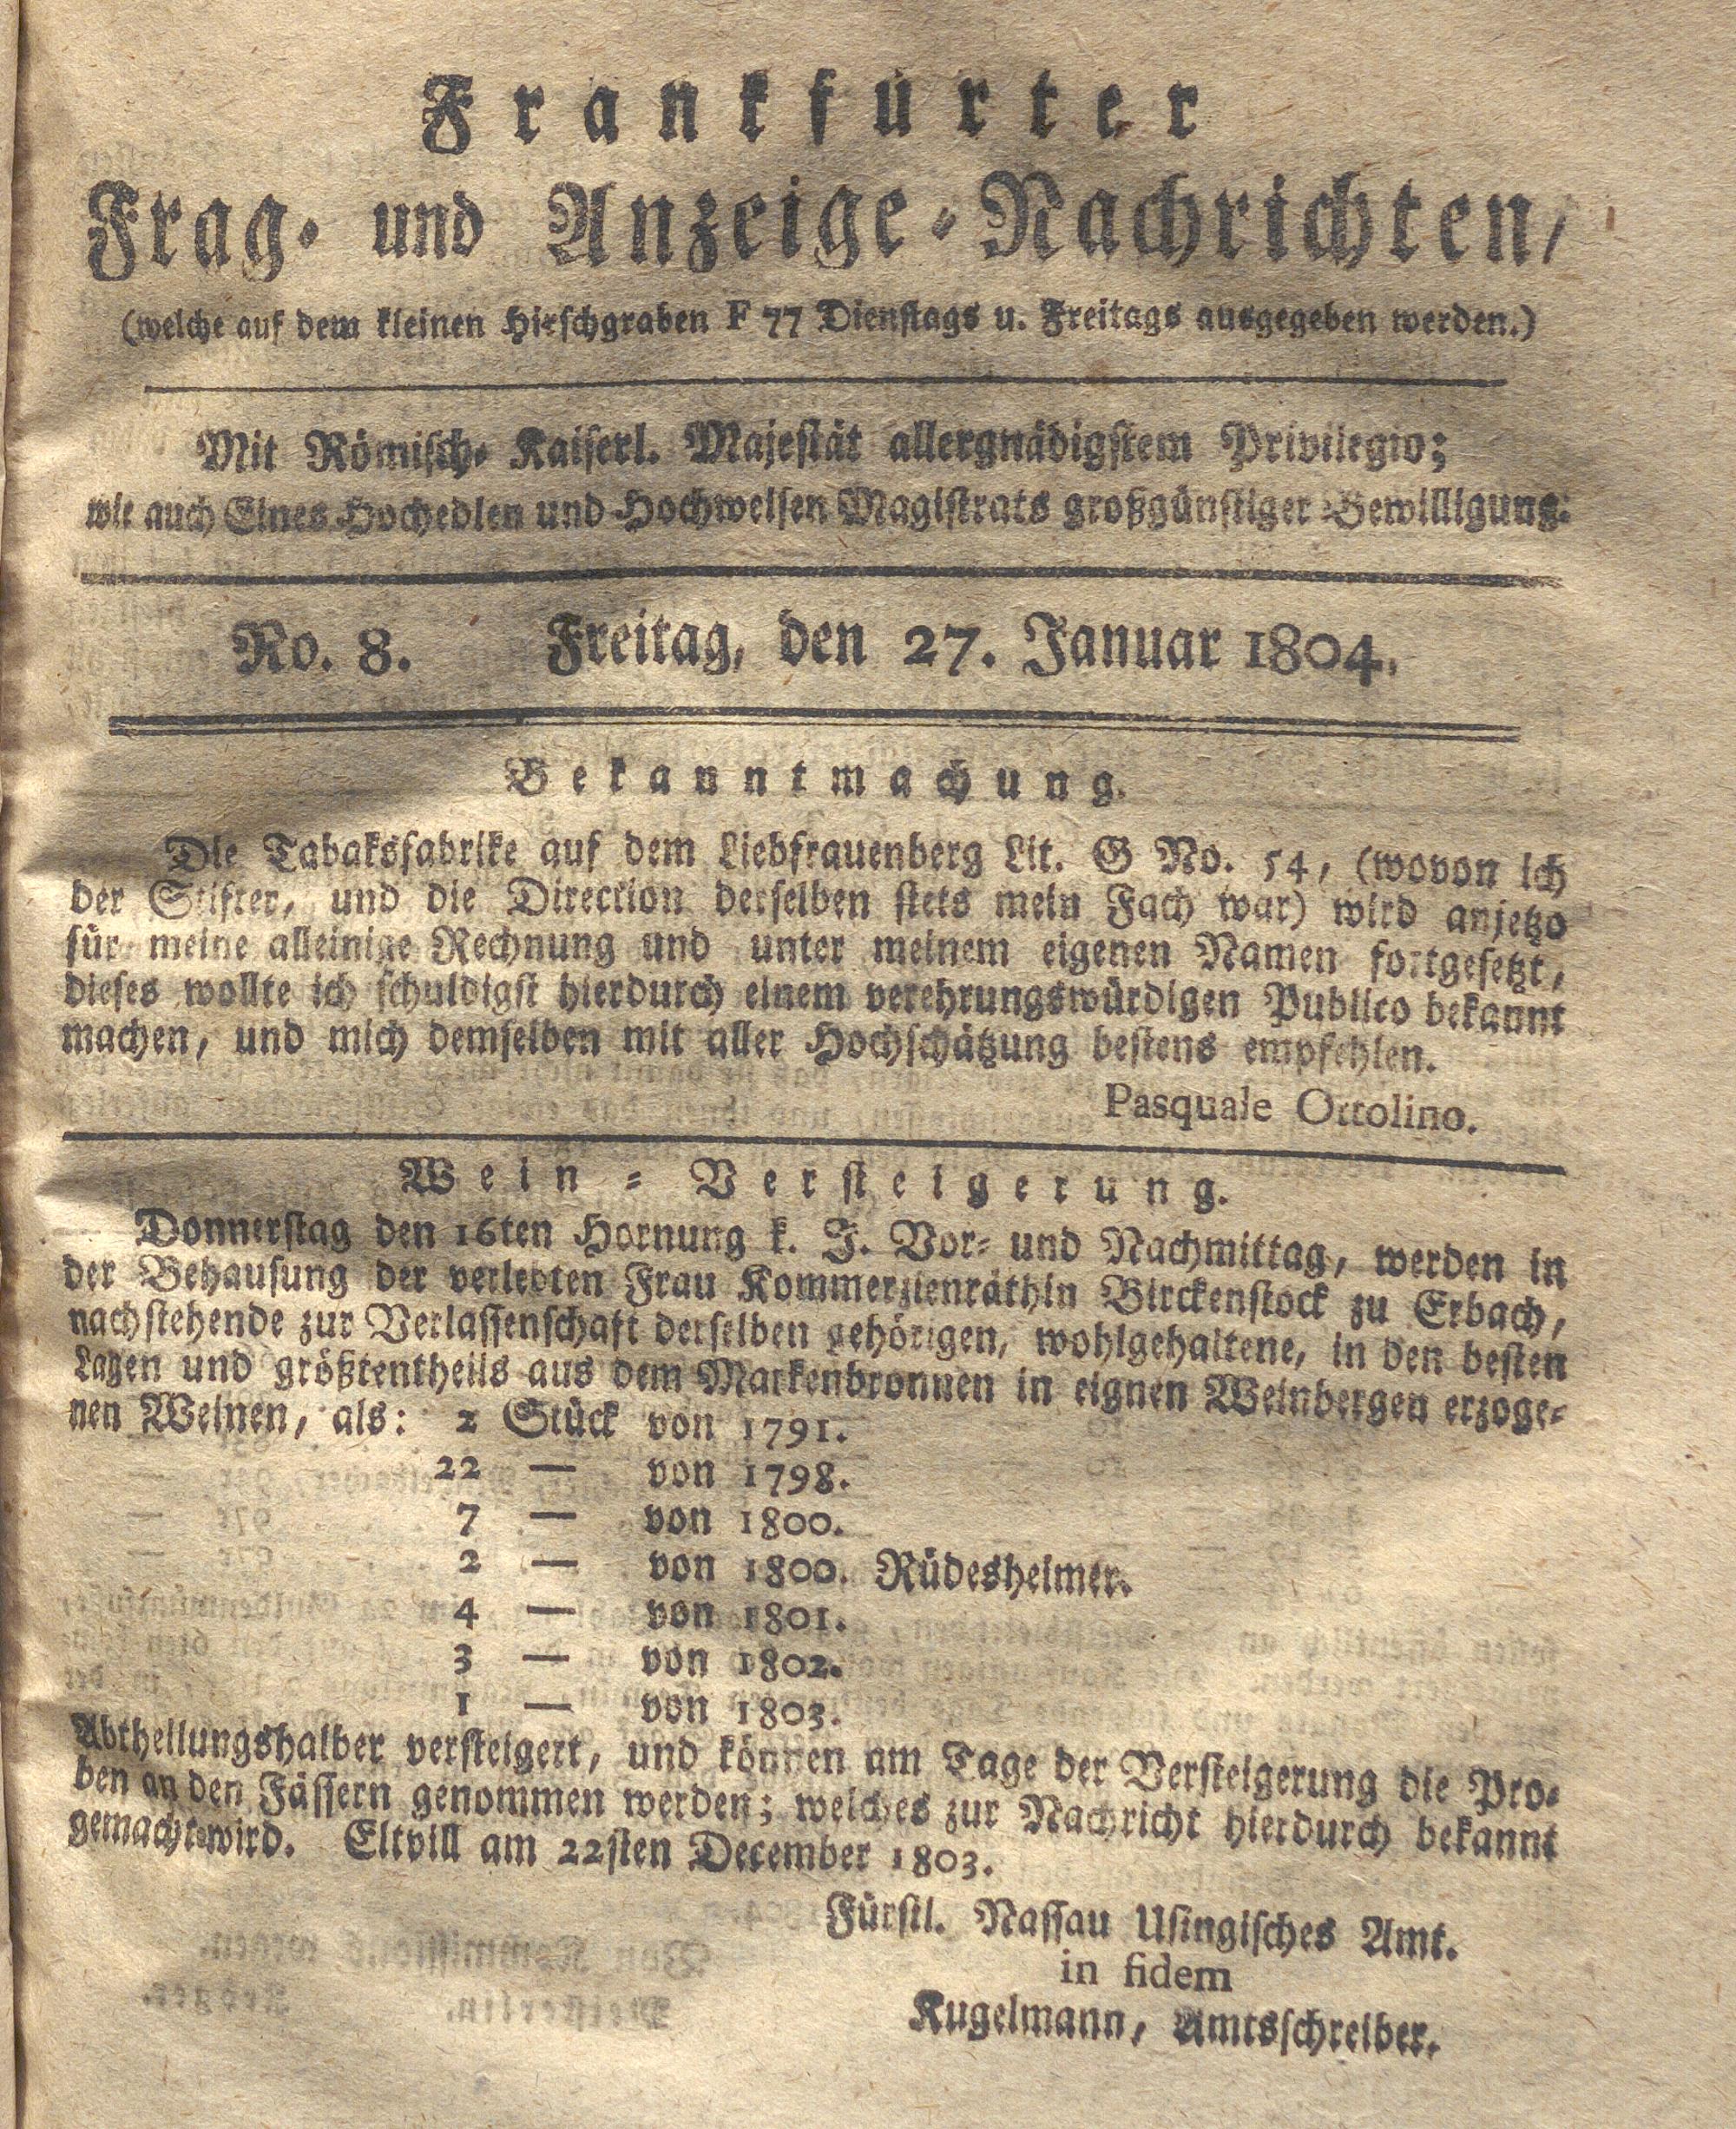 Frankfurter
Frag- und Anzeige-Nachrichten,
(welche auf dem kleinen Hirschgraben F 77 Dienstags u. Freitags ausgegeben werden.)
Mit Römisch- Kaiserl. Majestät allergnädigstem Privilegio;
wie auch Eines Hochedlen und Hochweisen Magistrats großgünstiger Bewilligung.
No. 8. Freitag, den 27. Januar 1804.
Bekanntmachung.
Die Tabaksfabrike auf dem Liebfrauenberg Lit. G No. 54, (wovon ich
der Stifter, und die Direction derselben stets mein Fach war) wird anjetzo
für meine alleinige Rechnung und unter meinem eigenen Namen fortgesetzt,
dieses wollte ich schuldigst hierdurch einem verehrungswürdigen Publico bekannt
machen, und mich demselben mit aller Hochschätzung bestens empfehlen.
Pasquale Ottolino.
Wein-Versteigerung.
Donnerstag den 16ten Hornung k. J. Vor- und Nachmittag, werden in
der Behausung der verlebten Frau Kommerzienräthin Birckenstock zu Erbach,
nachstehende zur Verlassenschaft derselben gehörigen, wohlgehaltene, in den besten
Lagen und größtentheils aus dem Markenbronnen in eignen Weinbergen erzoge-
nen Weinen, als: 2 Stück von 1791.
22 — von 1798.
7 — von 1800.
2 — von 1800. Rüdesheimer.
4 — von 1801.
3 — von 1802.
1 — von 1803.
Abtheilungshalber versteigert, und können am Tage der Versteigerung die Pro-
ben an den Fässern genommen werden; welches zur Nachricht hierdurch bekannt
gemacht wird. Eltvill am 22sten December 1803.
Fürstl. Nassau Usingisches Amt.
in fidem
Kugelmann, Amtsschreiber.